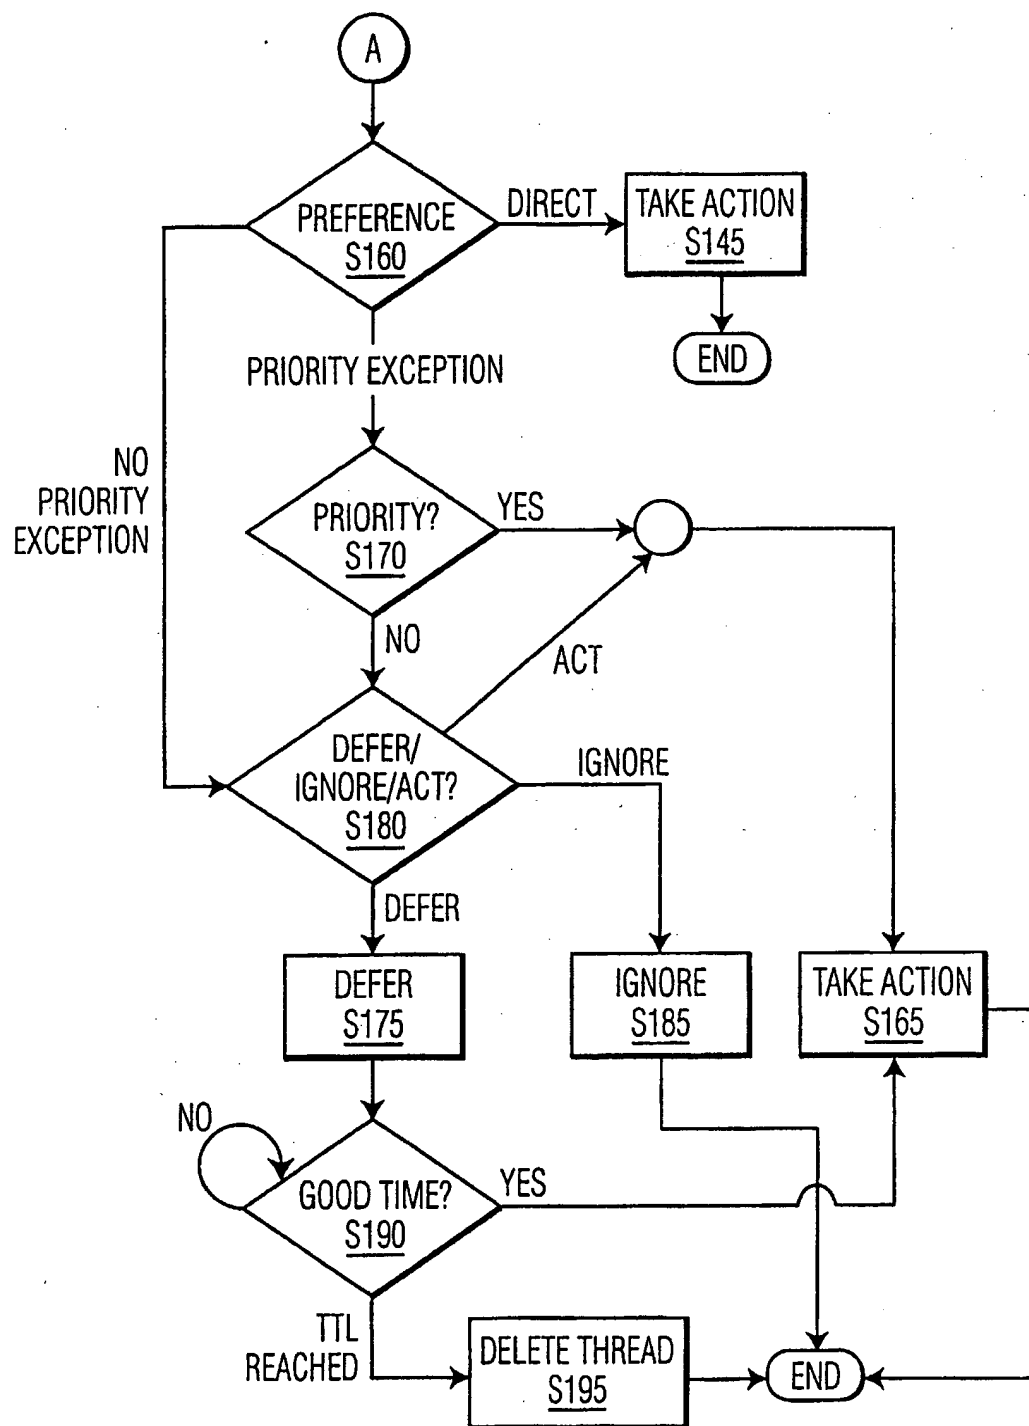 A
PREFERENCE
S160
DIRECT
TAKE ACTION
S145
END
PRIORITY EXCEPTION
NO
PRIORITY
EXCEPTION
PRIORITY?
S170
YES
NO
ACT
DEFER/
IGNORE/ACT?
S180
IGNORE
DEFER
DEFER
S175
IGNORE
S185
TAKE ACTION
S165
NO
GOOD TIME?
S190
YES
TTL
REACHED
DELETE THREAD
S195
END